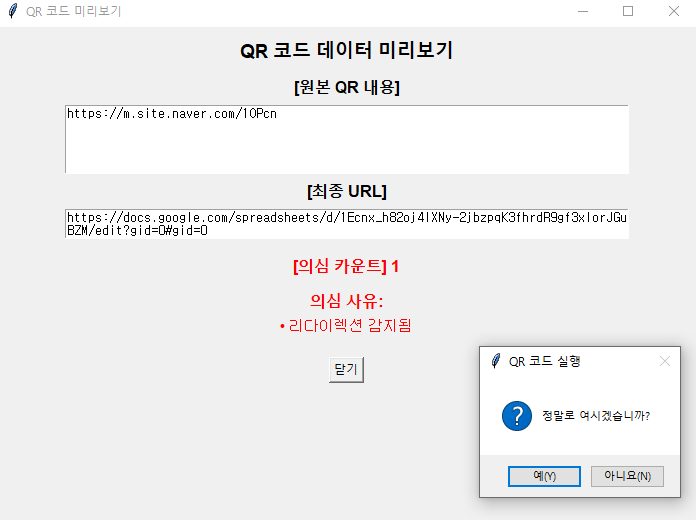 QR 코드 미리보기
QR 코드 데이터 미리보기
[원본 QR 내용]
https://m.site.naver.com/1OPcn
[최종 URL]
https://docs.google.com/spreadsheets/d/1Ecnx_h82oj4IXNy-2jbzpqK3fhrdR9gf3xIorJGu
BZM/edit?gid=0#gid=0
[의심 카운트] 1
의심 사유:
• 리다이렉션 감지됨
닫기
QR 코드 실행
정말로 여시겠습니까?
예(Y)
아니요(N)